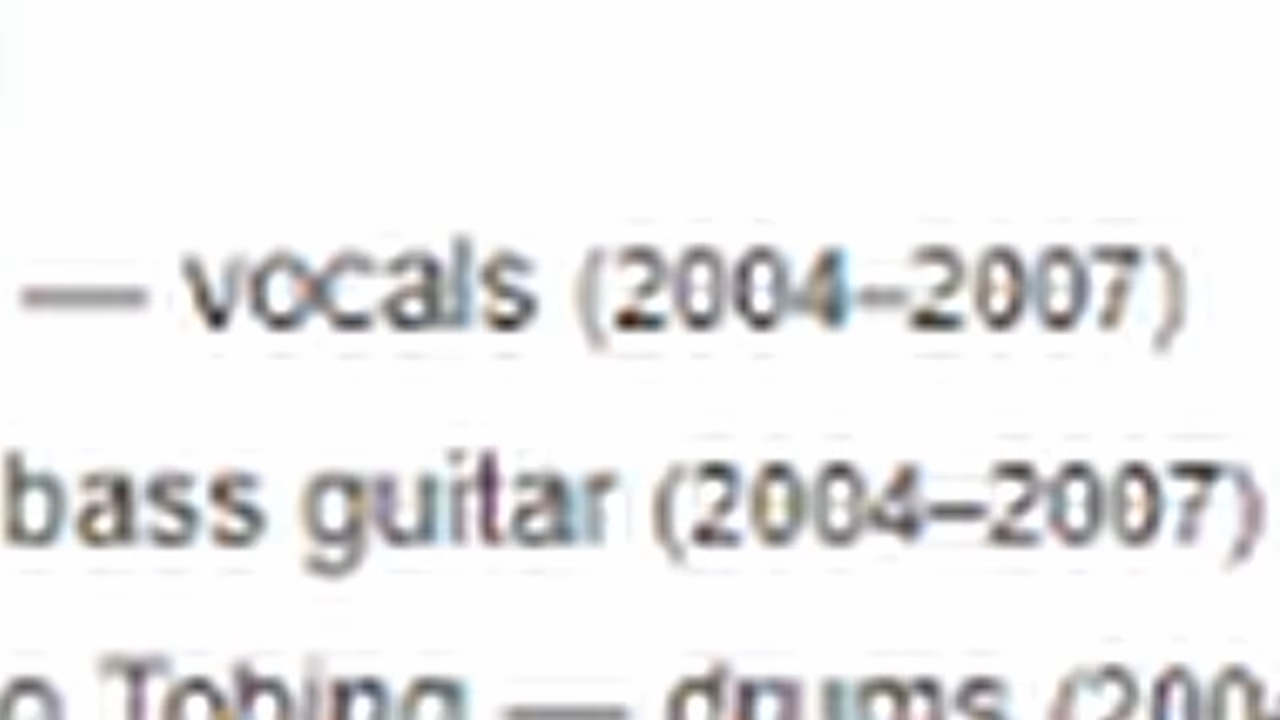 — vocals (2004–2007)
bass guitar (2004–2007)
Tobing — drums